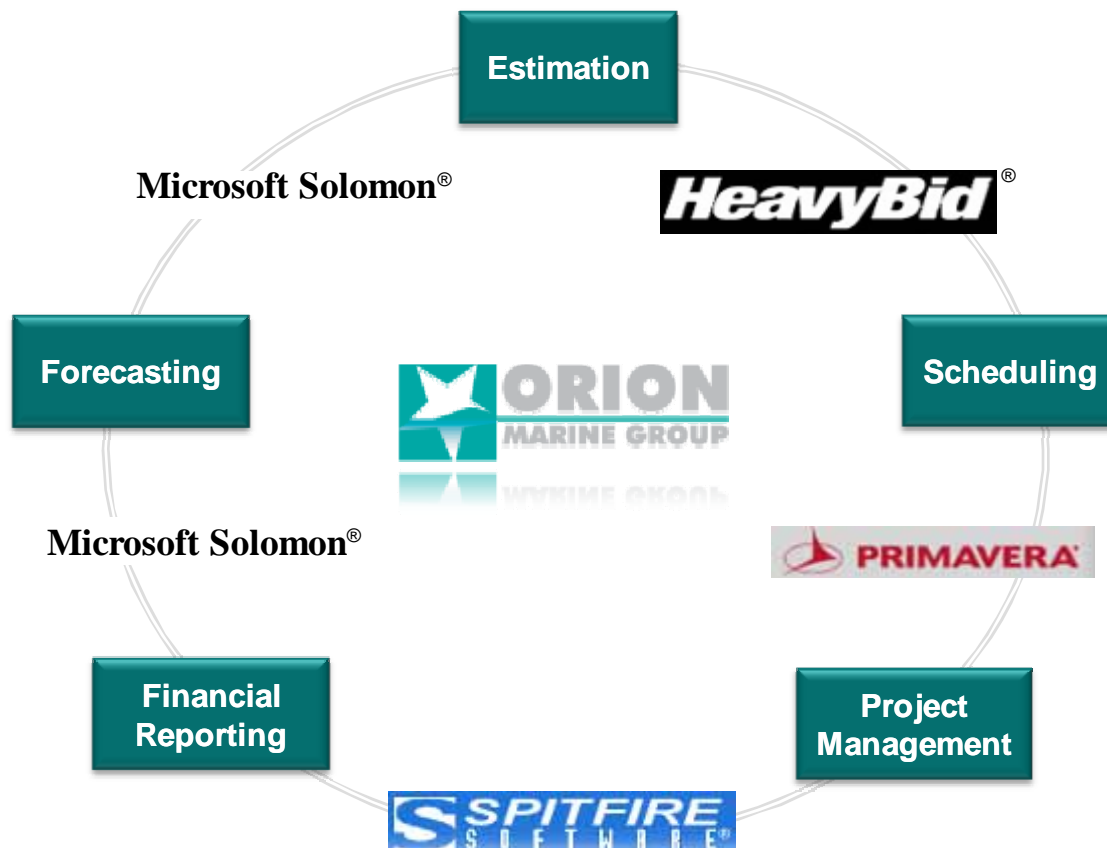 Estimation
Microsoft Solomon®
HeavyBid®
Forecasting
Scheduling
ORION
MARINE GROUP
Microsoft Solomon®
PRIMAVERA
Financial
Reporting
Project
Management
SPITFIRE
SOFTWARE®